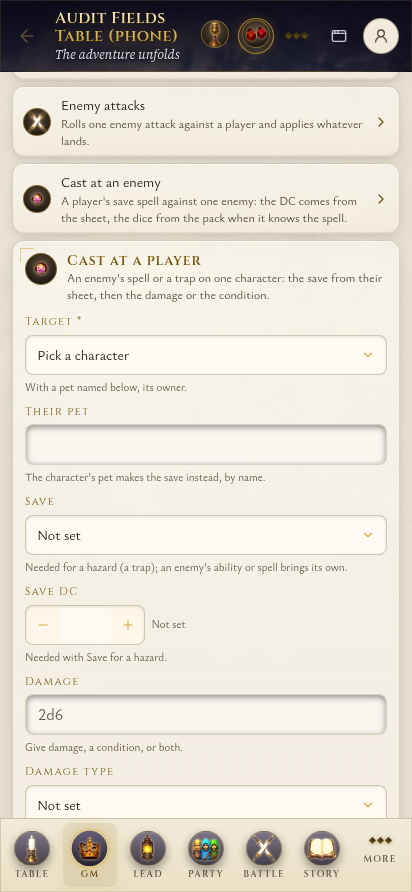 Audit Fields
Table (Phone)
The adventure unfolds
Enemy attacks
Rolls one enemy attack against a player and applies whatever
lands.
Cast at an enemy
A player's save spell against one enemy: the DC comes from
the sheet, the dice from the pack when it knows the spell.
Cast at a player
An enemy's spell or a trap on one character: the save from their
sheet, then the damage or the condition.
Target *
Pick a character
With a pet named below, its owner.
Their pet
The character's pet makes the save instead, by name.
Save
Not set
Needed for a hazard (a trap); an enemy's ability or spell brings its own.
Save DC
− + Not set
Needed with Save for a hazard.
Damage
2d6
Give damage, a condition, or both.
Damage type
Not set
Table GM Lead Party Battle Story More